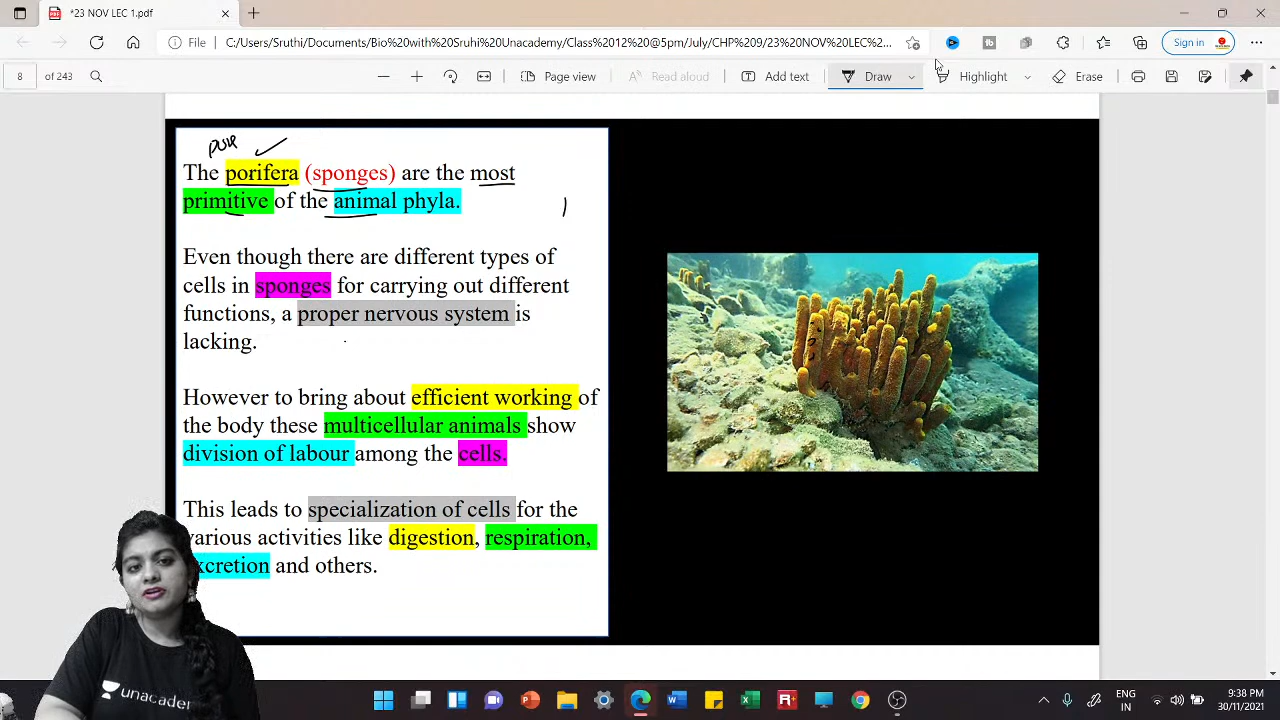 *23 NOV LEC 1.pdf
File
C:/Users/Sruthi/Documents/Bio%20with%20Sruhi%20Unacademy/Class%2012%20@5pm/July/CHP%209/23%20NOV%20LEC%2...
Sign in
8 of 243
Page view
Read aloud
Add text
Draw
Highlight
Erase
pore
The porifera (sponges) are the most
primitive of the animal phyla.
Even though there are different types of
cells in sponges for carrying out different
functions, a proper nervous system is
lacking.
However to bring about efficient working of
the body these multicellular animals show
division of labour among the cells.
This leads to specialization of cells for the
various activities like digestion, respiration,
excretion and others.
unacademy
ENG
IN
9:38 PM
30/11/2021